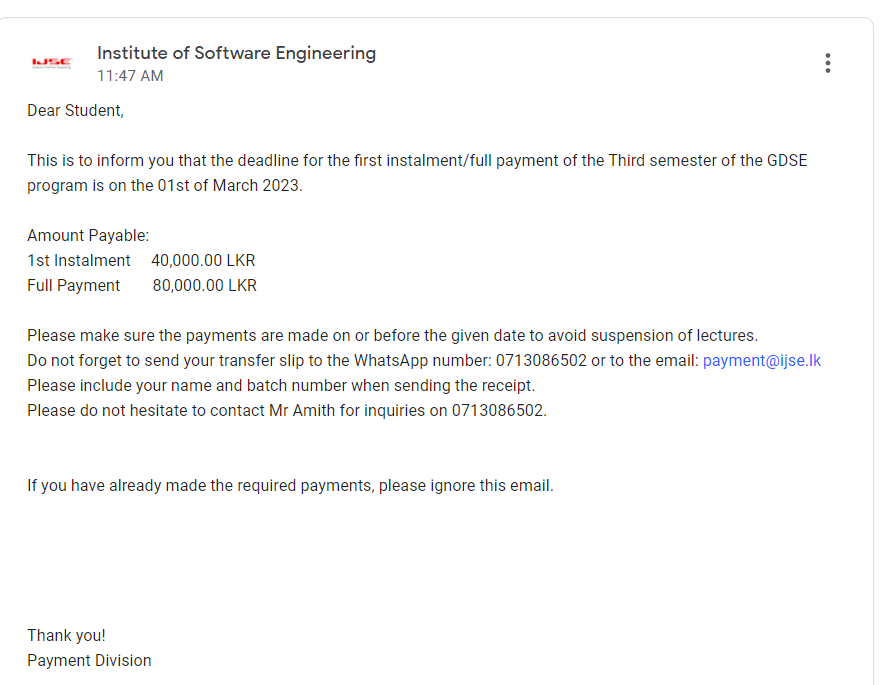 IJSE
Institute of Software Engineering
11:47 AM
Dear Student,
This is to inform you that the deadline for the first instalment/full payment of the Third semester of the GDSE
program is on the 01st of March 2023.
Amount Payable:
1st Instalment 40,000.00 LKR
Full Payment 80,000.00 LKR
Please make sure the payments are made on or before the given date to avoid suspension of lectures.
Do not forget to send your transfer slip to the WhatsApp number: 0713086502 or to the email: payment@ijse.lk
Please include your name and batch number when sending the receipt.
Please do not hesitate to contact Mr Amith for inquiries on 0713086502.
If you have already made the required payments, please ignore this email.
Thank you!
Payment Division